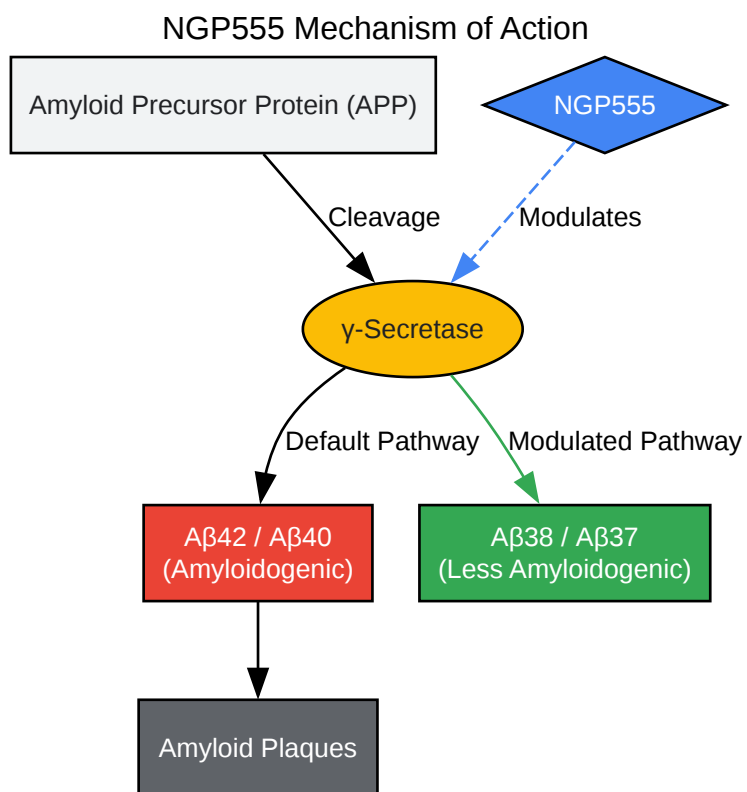 NGP555 Mechanism of Action
Amyloid Precursor Protein (APP)
NGP555
Cleavage
Modulates
γ-Secretase
Default Pathway
Modulated Pathway
Aβ42 / Aβ40
(Amyloidogenic)
Aβ38 / Aβ37
(Less Amyloidogenic)
Amyloid Plaques